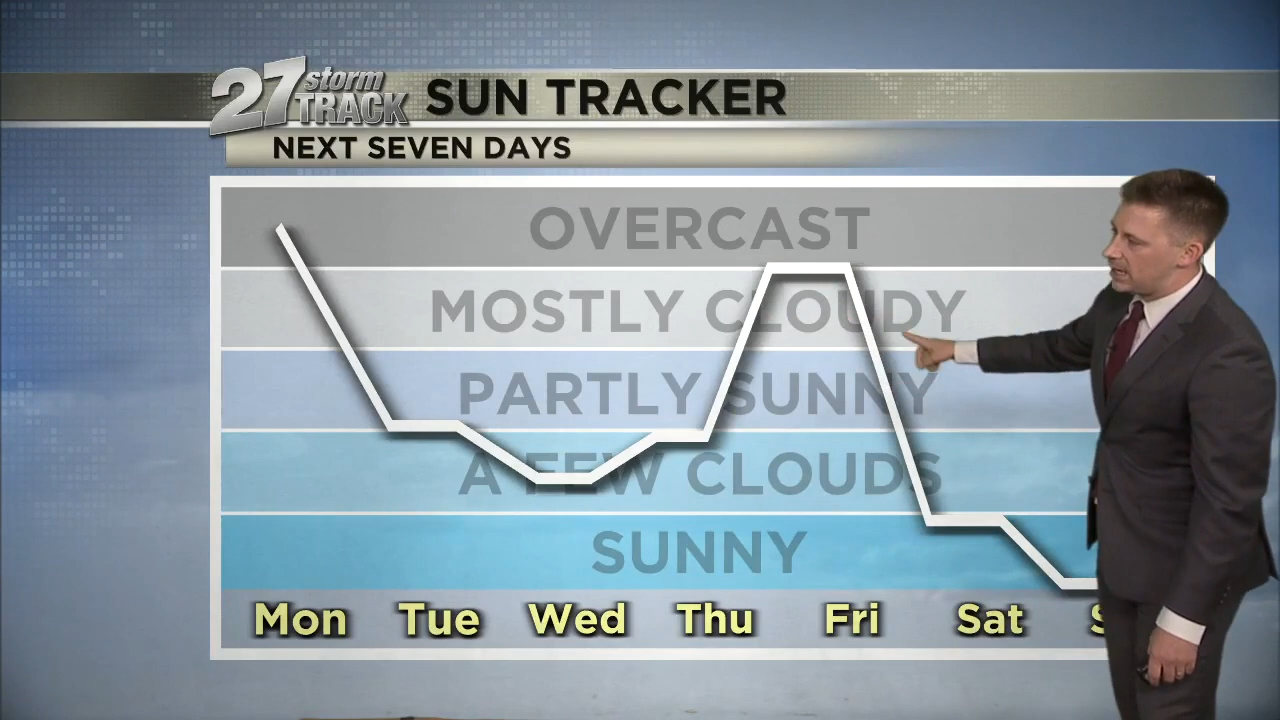 27 storm TRACK SUN TRACKER
NEXT SEVEN DAYS
OVERCAST
MOSTLY CLOUDY
PARTLY SUNNY
A FEW CLOUDS
SUNNY
Mon Tue Wed Thu Fri Sat